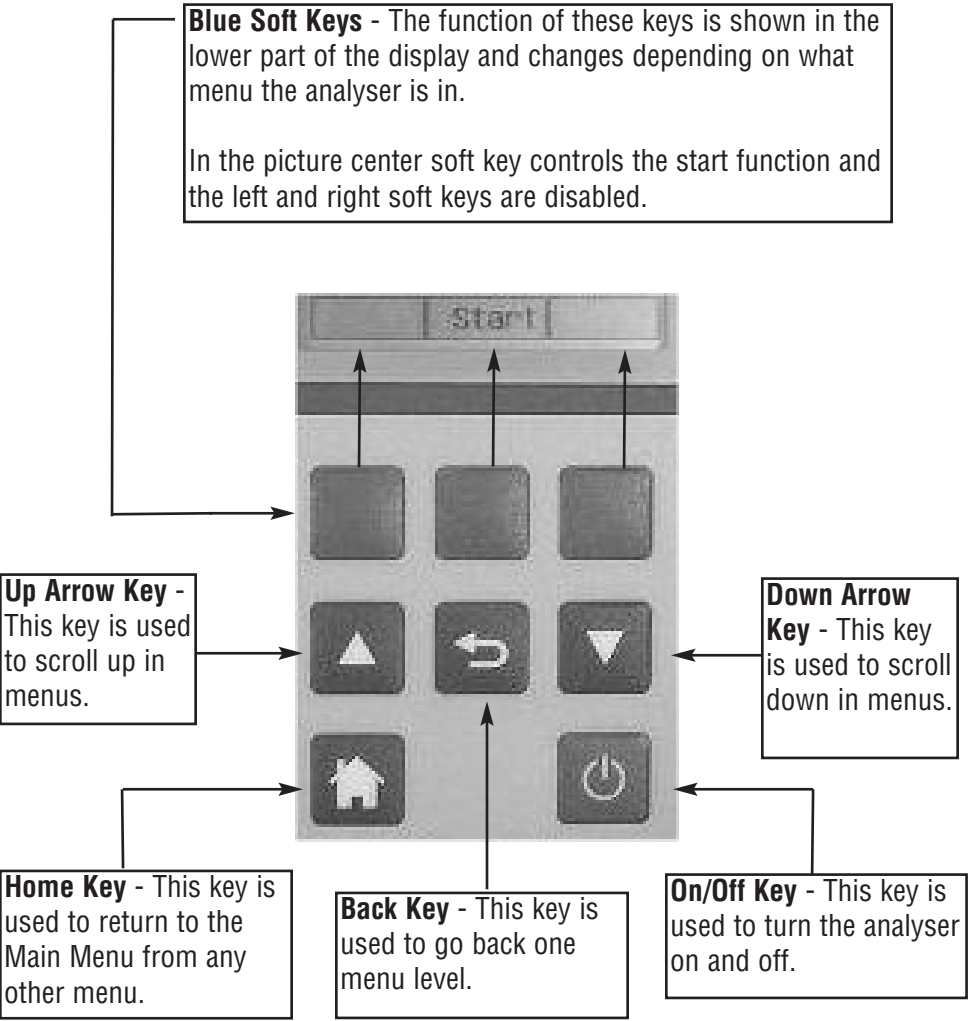 Blue Soft Keys - The function of these keys is shown in the
lower part of the display and changes depending on what
menu the analyser is in.
In the picture center soft key controls the start function and
the left and right soft keys are disabled.
Start
Up Arrow Key -
This key is used
to scroll up in
menus.
Down Arrow
Key - This key
is used to scroll
down in menus.
Home Key - This key is
used to return to the
Main Menu from any
other menu.
Back Key - This key is
used to go back one
menu level.
On/Off Key - This key is
used to turn the analyser
on and off.